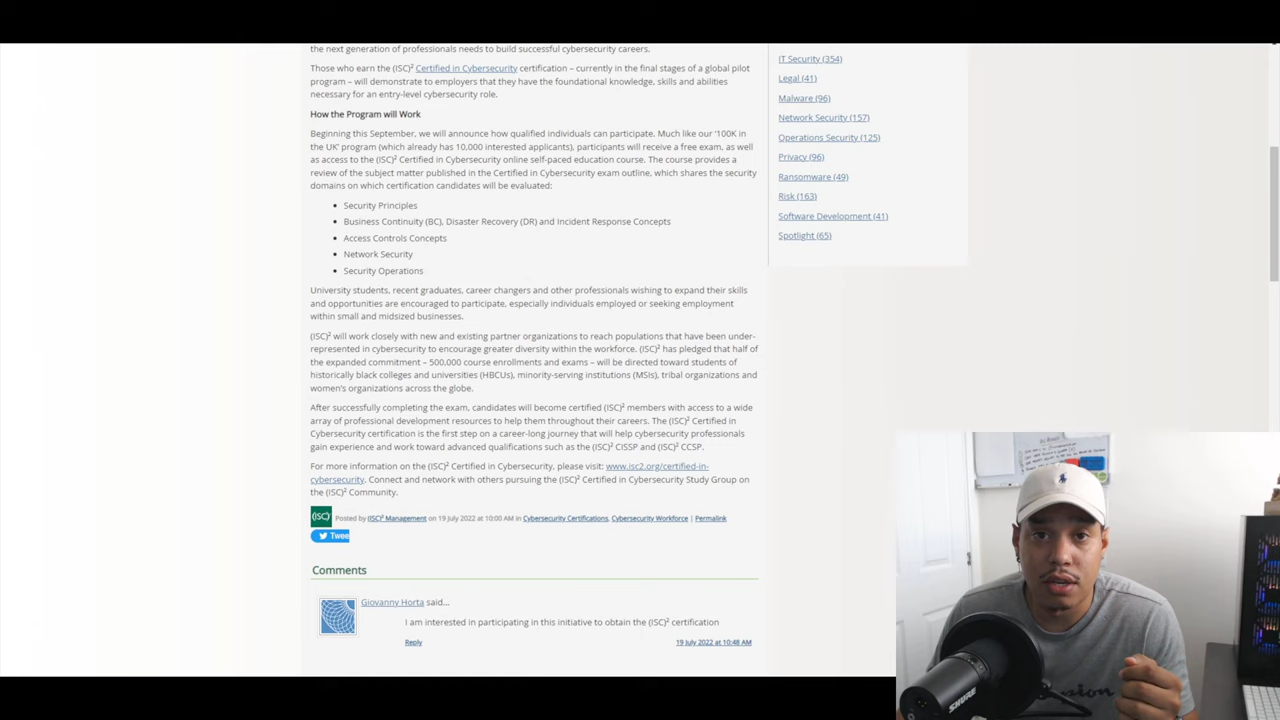 the next generation of professionals needs to build successful cybersecurity careers.
Those who earn the (ISC)² Certified in Cybersecurity certification – currently in the final stages of a global pilot
program – will demonstrate to employers that they have the foundational knowledge, skills and abilities
necessary for an entry-level cybersecurity role.
How the Program will Work
Beginning this September, we will announce how qualified individuals can participate. Much like our '100K in
the UK' program (which already has 10,000 interested applicants), participants will receive a free exam, as well
as access to the (ISC)² Certified in Cybersecurity online self-paced education course. The course provides a
review of the subject matter published in the Certified in Cybersecurity exam outline, which shares the security
domains on which certification candidates will be evaluated:
• Security Principles
• Business Continuity (BC), Disaster Recovery (DR) and Incident Response Concepts
• Access Controls Concepts
• Network Security
• Security Operations
University students, recent graduates, career changers and other professionals wishing to expand their skills
and opportunities are encouraged to participate, especially individuals employed or seeking employment
within small and midsized businesses.
(ISC)² will work closely with new and existing partner organizations to reach populations that have been under-
represented in cybersecurity to encourage greater diversity within the workforce. (ISC)² has pledged that half of
the expanded commitment – 500,000 course enrollments and exams – will be directed toward students of
historically black colleges and universities (HBCUs), minority-serving institutions (MSIs), tribal organizations and
women's organizations across the globe.
After successfully completing the exam, candidates will become certified (ISC)² members with access to a wide
array of professional development resources to help them throughout their careers. The (ISC)² Certified in
Cybersecurity certification is the first step on a career-long journey that will help cybersecurity professionals
gain experience and work toward advanced qualifications such as the (ISC)² CISSP and (ISC)² CCSP.
For more information on the (ISC)² Certified in Cybersecurity, please visit: www.isc2.org/certified-in-
cybersecurity. Connect and network with others pursuing the (ISC)² Certified in Cybersecurity Study Group on
the (ISC)² Community.
(ISC)
Posted by (ISC)² Management on 19 July 2022 at 10:00 AM in Cybersecurity Certifications, Cybersecurity Workforce | Permalink
Twee
Comments
Giovanny Horta said...
I am interested in participating in this initiative to obtain the (ISC)² certification
Reply
19 July 2022 at 10:48 AM
IT Security (354)
Legal (41)
Malware (96)
Network Security (157)
Operations Security (125)
Privacy (96)
Ransomware (49)
Risk (163)
Software Development (41)
Spotlight (65)
SHURE